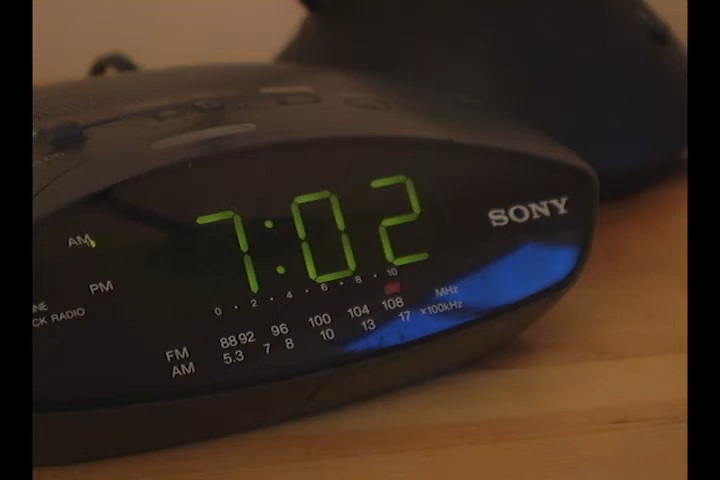 7:02
SONY
AM
PM
CK RADIO
0 · 2 · 4 · 6 · 8 · 10
FM 88 92 96 100 104 108 MHz
AM 5.3 7 8 10 13 17 ×100kHz